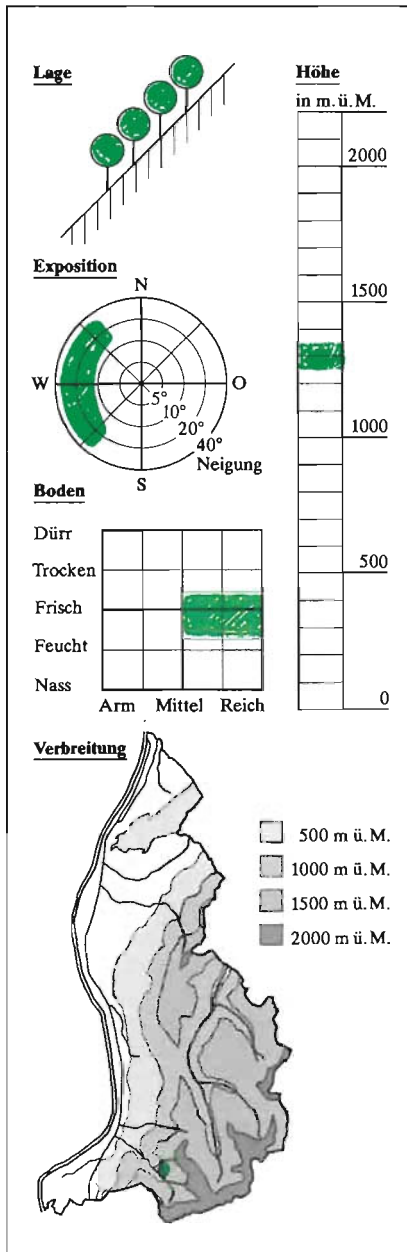 Lage
Höhe
in m. ü. M.
2000
1500
1000
500
0
Exposition
N
W
O
S
5°
10°
20°
40°
Neigung
Boden
Dürr
Trocken
Frisch
Feucht
Nass
Arm Mittel Reich
Verbreitung
500 m ü. M.
1000 m ü. M.
1500 m ü. M.
2000 m ü. M.